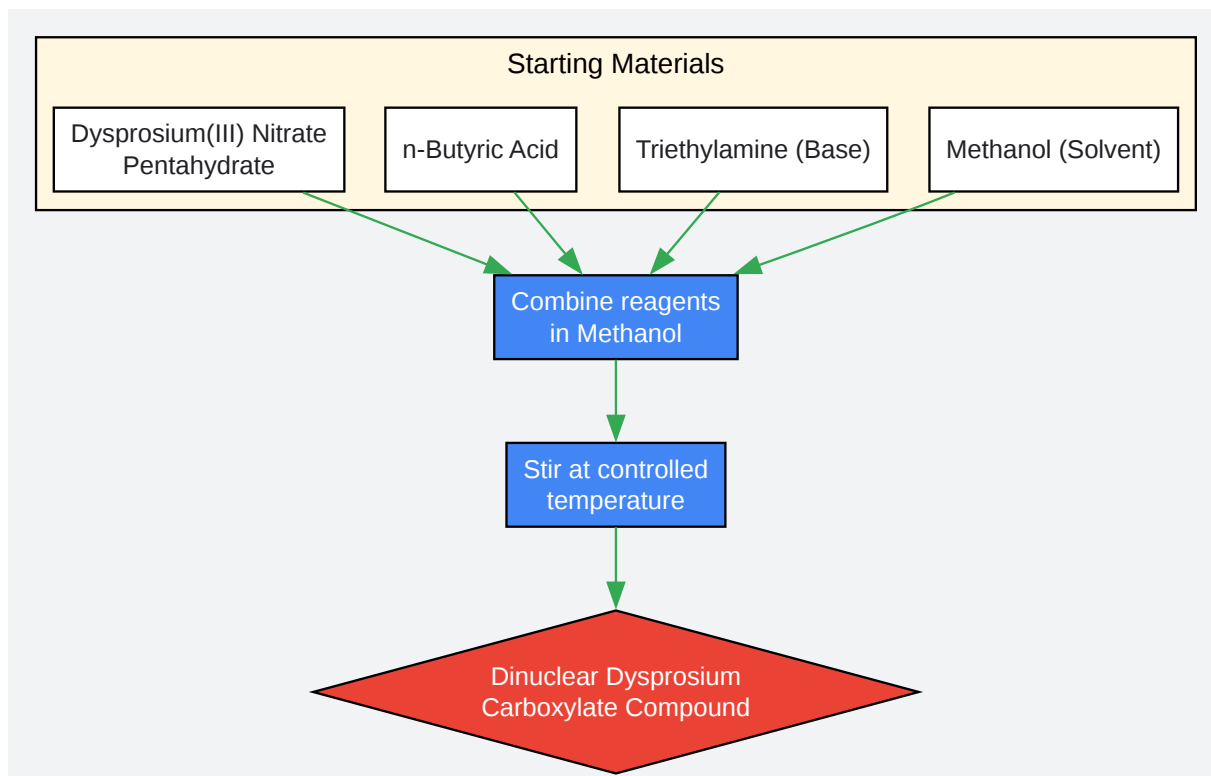 Starting Materials
Dysprosium(III) Nitrate
Pentahydrate
n-Butyric Acid
Triethylamine (Base)
Methanol (Solvent)
Combine reagents
in Methanol
Stir at controlled
temperature
Dinuclear Dysprosium
Carboxylate Compound